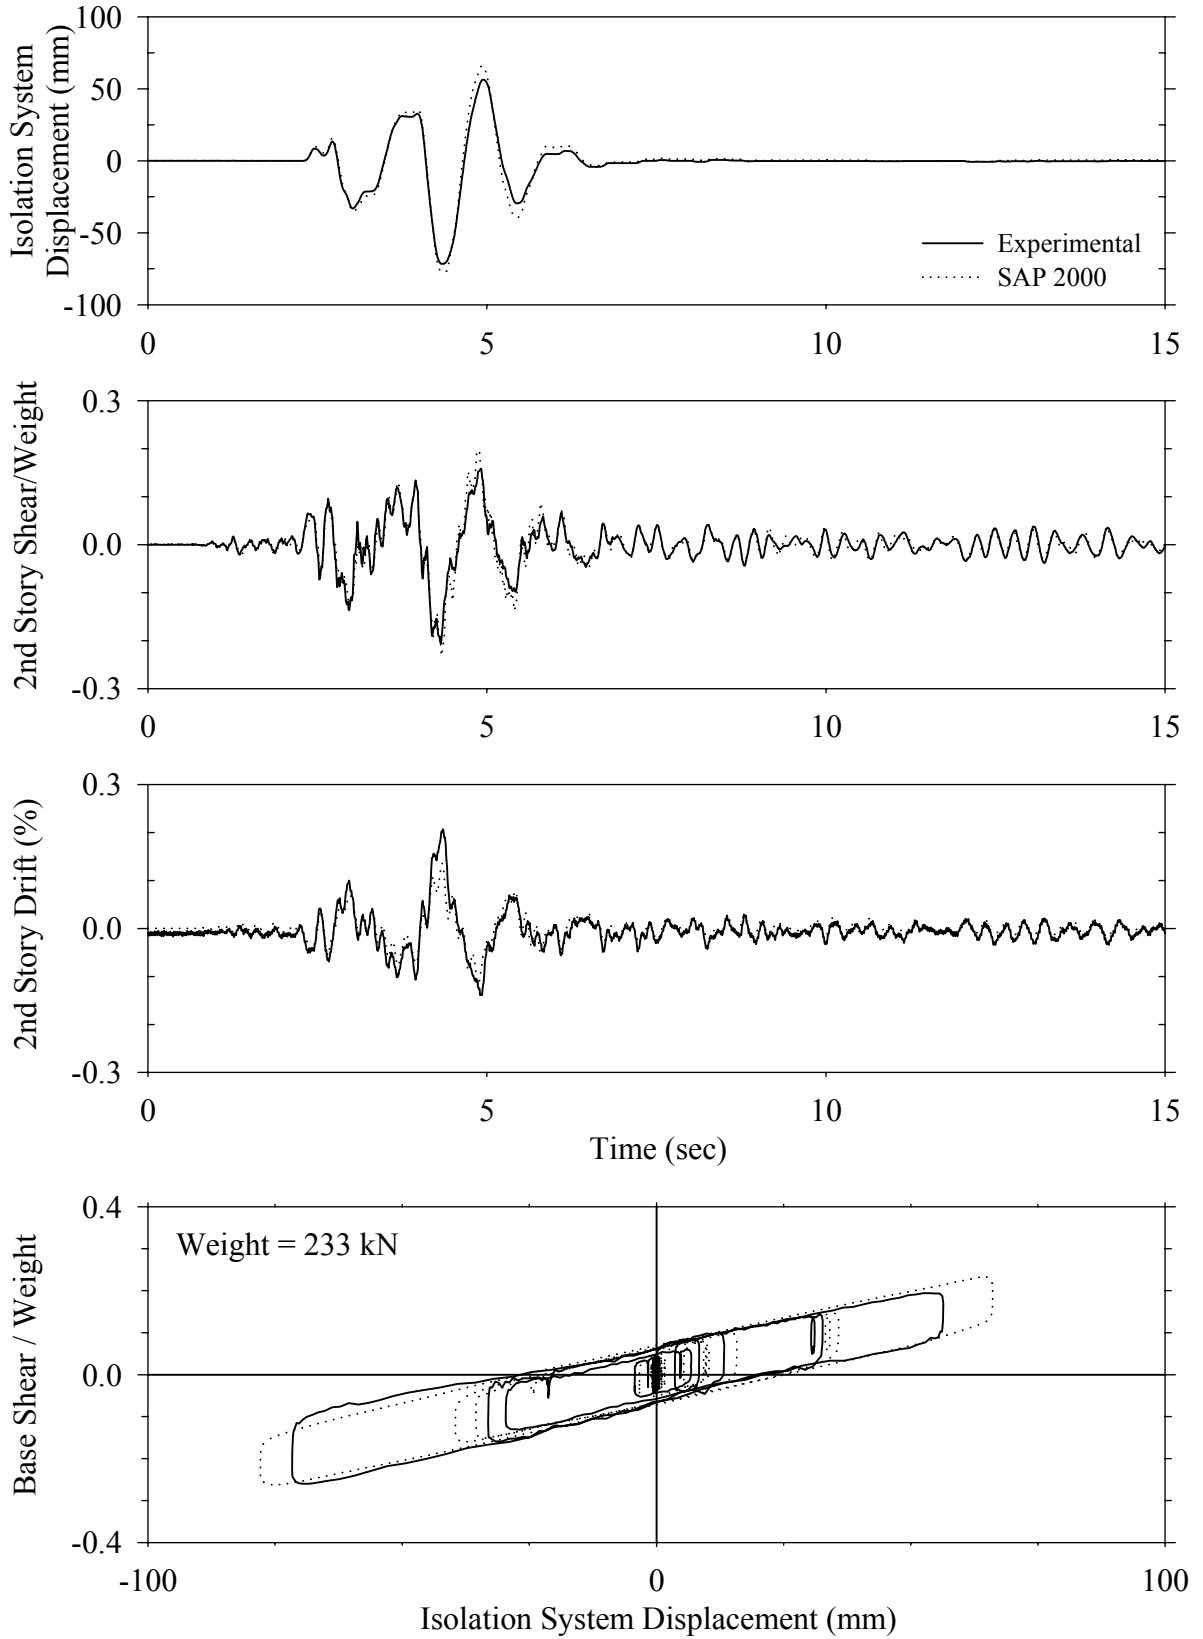 100
50
0
-50
-100
Isolation System
Displacement (mm)
Experimental
SAP 2000
0 5 10 15
0.3
0.0
-0.3
2nd Story Shear/Weight
0 5 10 15
0.3
0.0
-0.3
2nd Story Drift (%)
0 5 10 15
Time (sec)
0.4
0.0
-0.4
Base Shear / Weight
Weight = 233 kN
-100 0 100
Isolation System Displacement (mm)